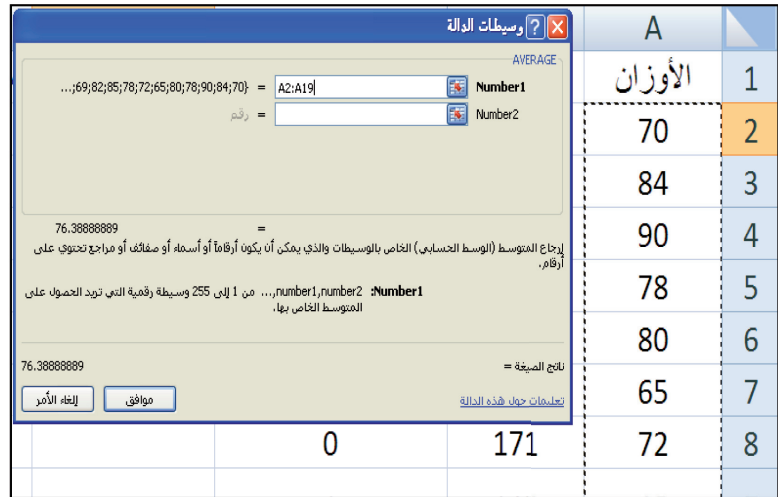 وسيطات الدالة
AVERAGE
Number1 A2:A19 = {70;84;90;78;80;65;72;78;85;82;69;...
Number2 = رقم
= 76.38888889
إرجاع المتوسط (الوسط الحسابي) الخاص بالوسيطات والذي يمكن أن يكون أرقاماً أو أسماء أو صفائف أو مراجع تحتوي على
أرقام.
Number1: number1,number2,... من 1 إلى 255 وسيطة رقمية التي تريد الحصول على
المتوسط الخاص بها.
ناتج الصيغة = 76.38888889
تعليمات حول هذه الدالة
موافق
إلغاء الأمر
A
1 الأوزان
2 70
3 84
4 90
5 78
6 80
7 65
8 72 171 0